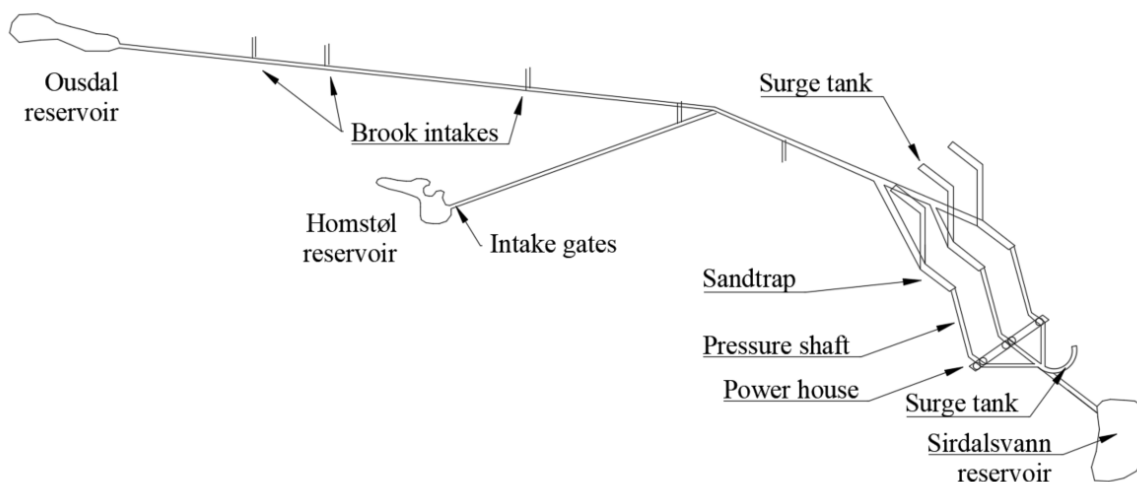 Ousdal
reservoir
Brook intakes
Surge tank
Homstøl
reservoir
Intake gates
Sandtrap
Pressure shaft
Power house
Surge tank
Sirdalsvann
reservoir